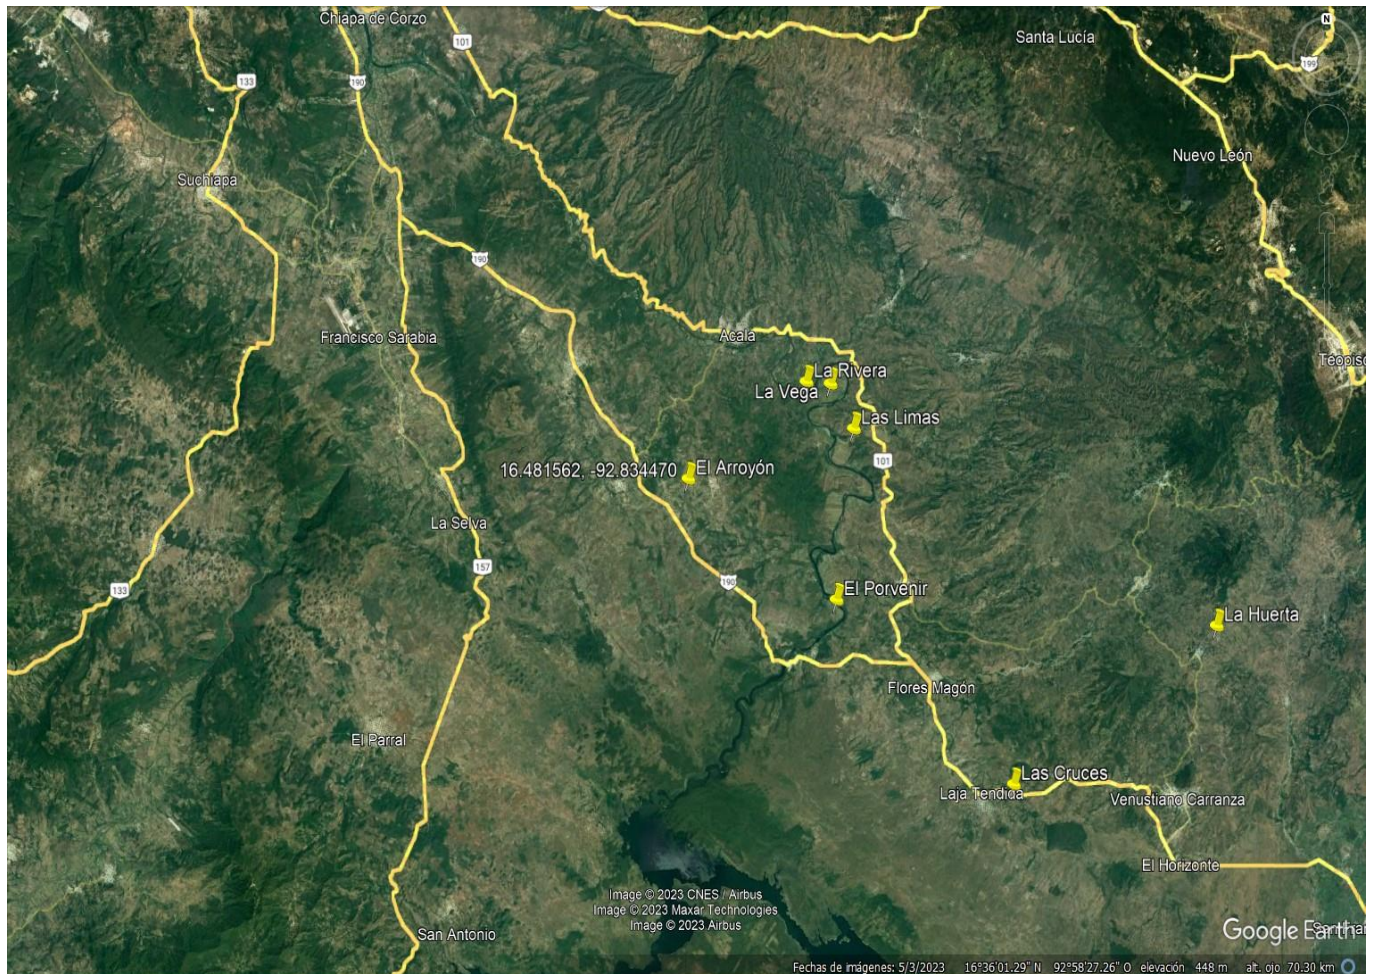 Chiapa de Corzo
101
Santa Lucía
N
199
133
190
Nuevo León
Suchiapa
190
Francisco Sarabia
Acala
Teopisc
La Rivera
La Vega
Las Limas
101
16.481562, -92.834470
El Arroyón
La Selva
157
133
190
El Porvenir
La Huerta
Flores Magón
El Parral
Las Cruces
Laja Tendida
Venustiano Carranza
El Horizonte
Image © 2023 CNES / Airbus
Image © 2023 Maxar Technologies
Image © 2023 Airbus
San Antonio
Google Earth
Fechas de imágenes: 5/3/2023 16°36'01.29" N 92°58'27.26" O elevación 448 m alt. ojo 70.30 km